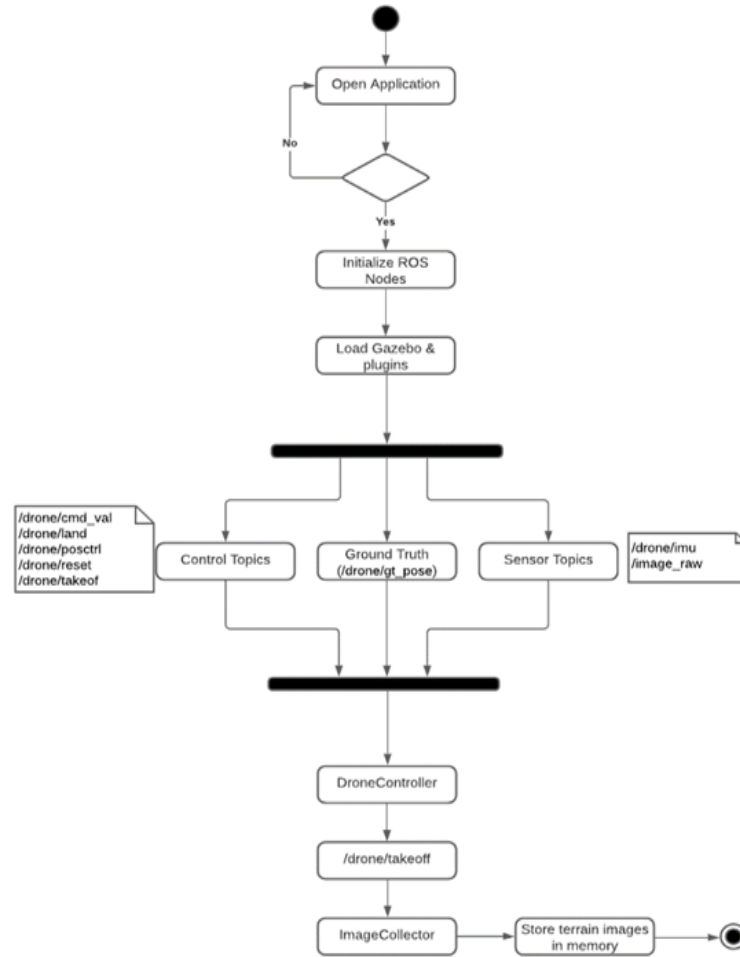 Open Application
No
Yes
Initialize ROS
Nodes
Load Gazebo &
plugins
/drone/cmd_val
/drone/land
/drone/posctrl
/drone/reset
/drone/takeof
Control Topics
Ground Truth
(/drone/gt_pose)
Sensor Topics
/drone/imu
/image_raw
DroneController
/drone/takeoff
ImageCollector
Store terrain images
in memory